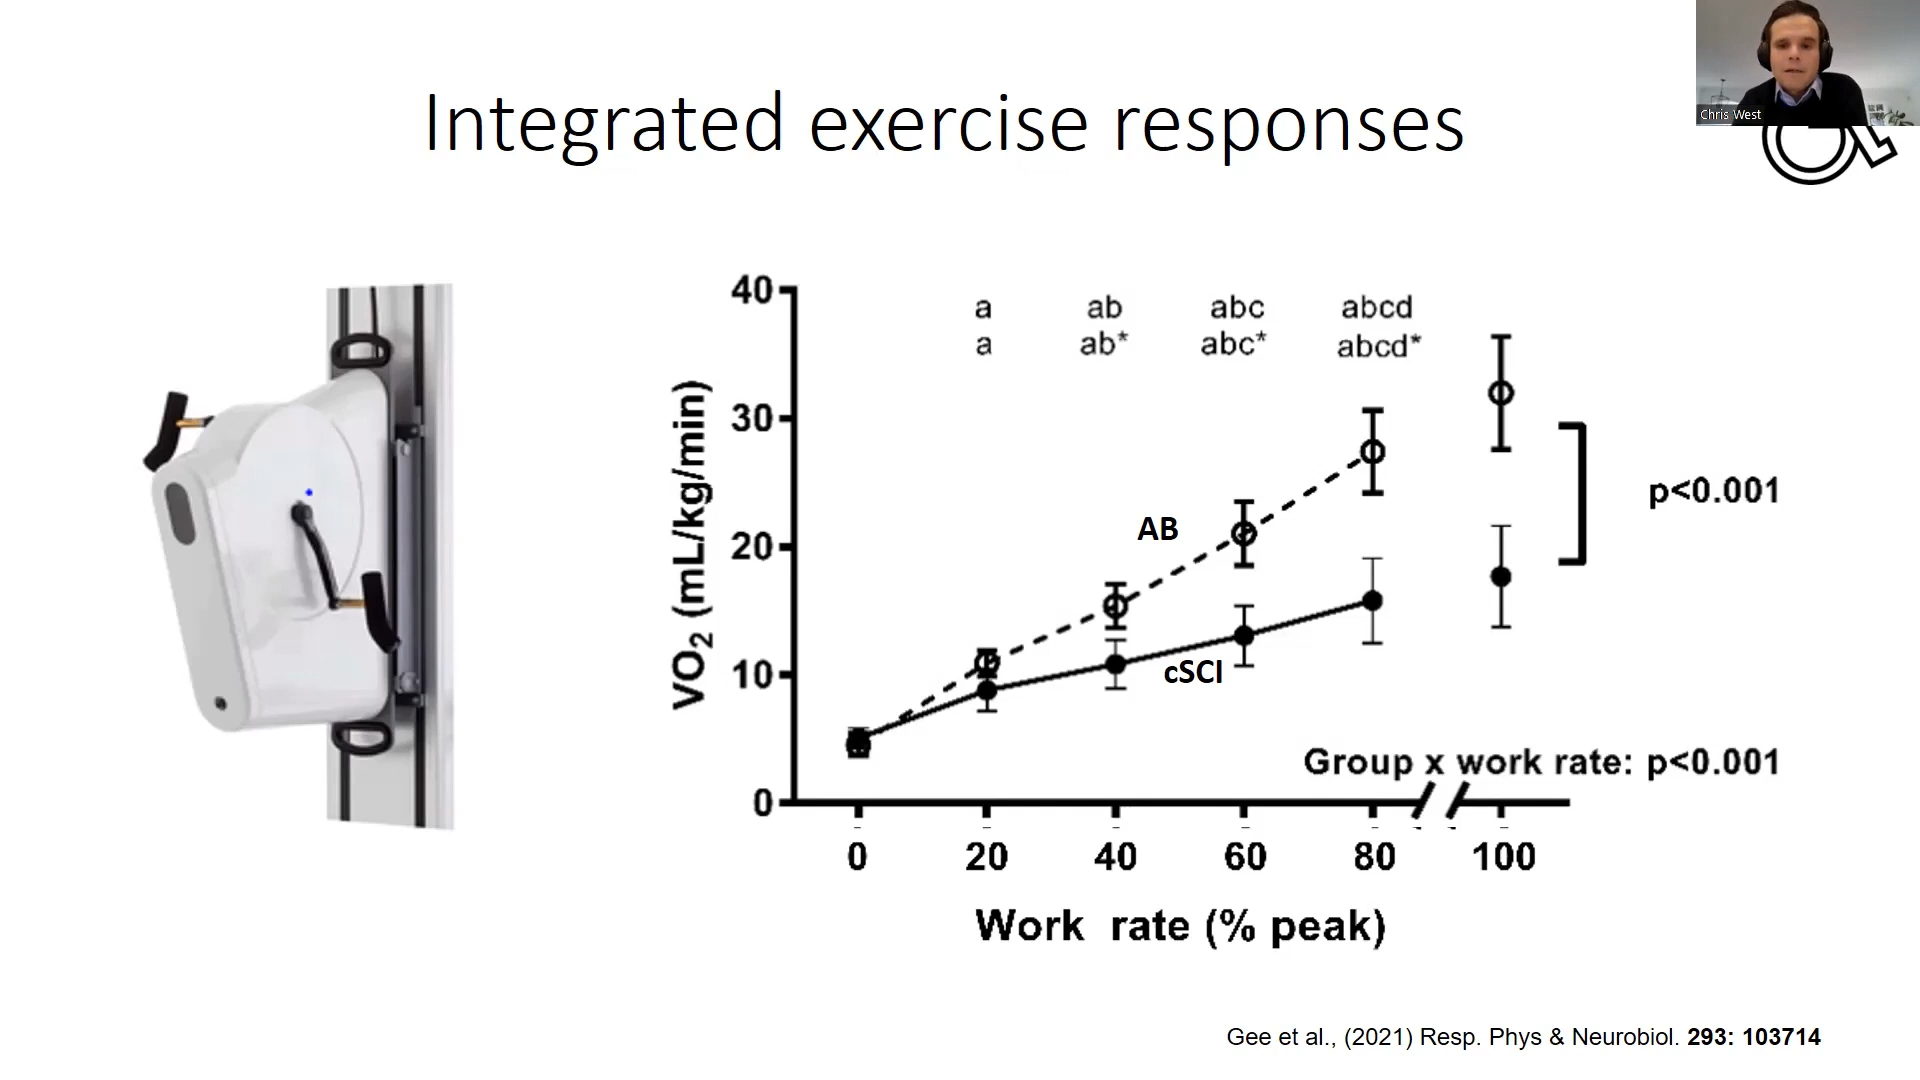 Chris West
Integrated exercise responses
40
30
20
10
0
VO2 (mL/kg/min)
a ab abc abcd
a ab* abc* abcd*
AB
cSCI
p<0.001
Group x work rate: p<0.001
0 20 40 60 80 100
Work rate (% peak)
Gee et al., (2021) Resp. Phys & Neurobiol. 293: 103714